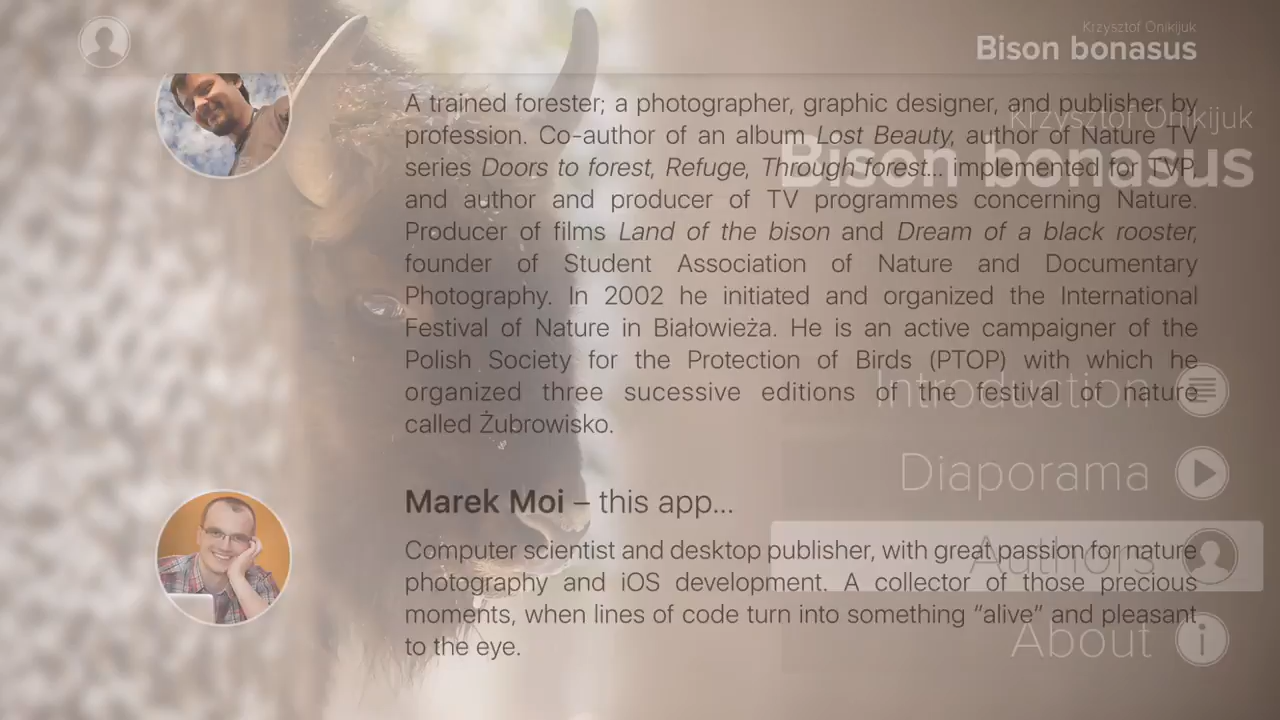 Krzysztof Onikijuk
Bison bonasus
A trained forester; a photographer, graphic designer, and publisher by
profession. Co-author of an album Lost Beauty, author of Nature TV
series Doors to forest, Refuge, Through forest... implemented for TVP,
and author and producer of TV programmes concerning Nature.
Producer of films Land of the bison and Dream of a black rooster,
founder of Student Association of Nature and Documentary
Photography. In 2002 he initiated and organized the International
Festival of Nature in Białowieża. He is an active campaigner of the
Polish Society for the Protection of Birds (PTOP) with which he
organized three sucessive editions of the festival of nature
called Żubrowisko.
Marek Moi – this app...
Computer scientist and desktop publisher, with great passion for nature
photography and iOS development. A collector of those precious
moments, when lines of code turn into something “alive” and pleasant
to the eye.
Krzysztof Onikijuk
Bison bonasus
Introduction
Diaporama
Authors
About